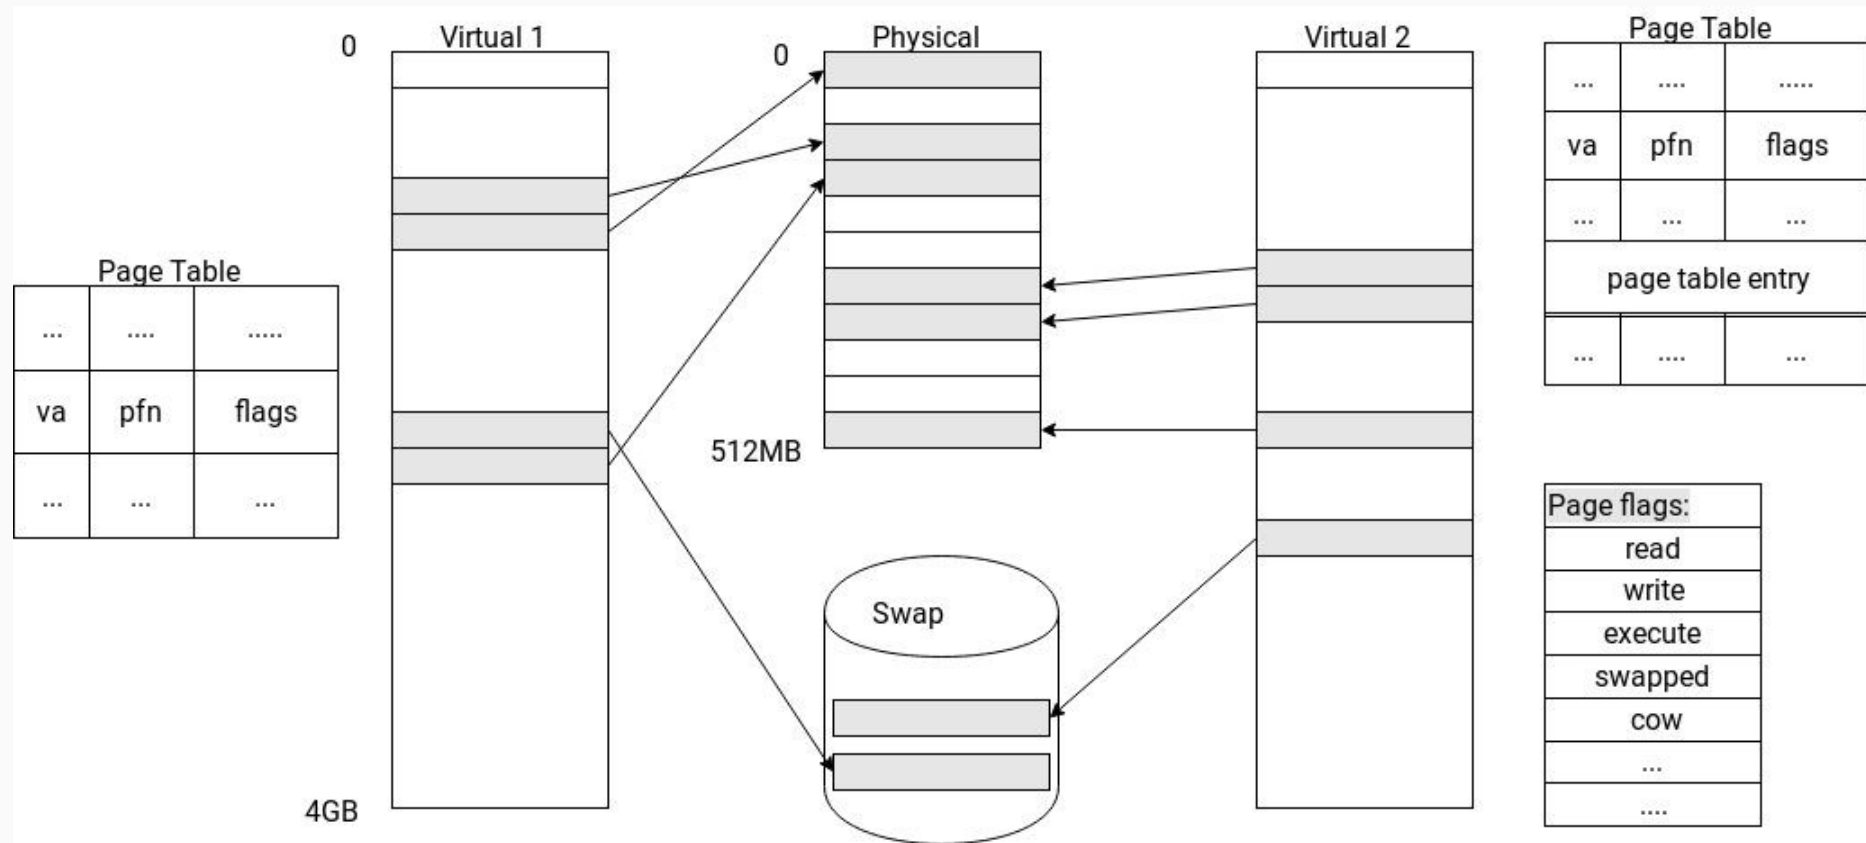 0
Virtual 1
0
Physical
Virtual 2
Page Table
... .... .....
va pfn flags
... ... ...
page table entry
... .... ...
Page Table
... .... .....
va pfn flags
... ... ...
512MB
4GB
Swap
Page flags:
read
write
execute
swapped
cow
...
....